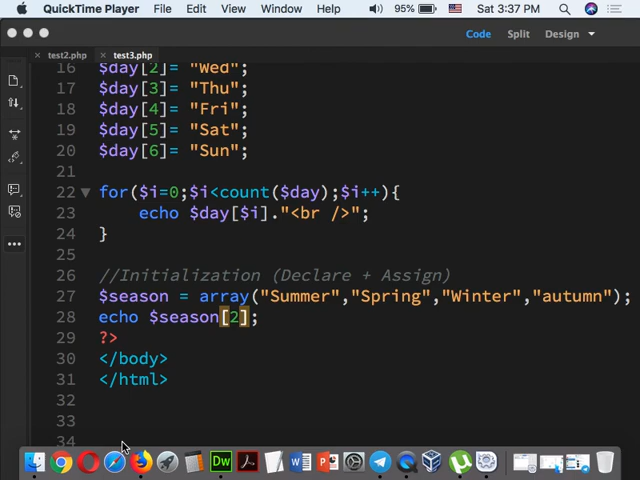 QuickTime Player File Edit View Window Help 95% Sat 3:37 PM
Code Split Design
test2.php test3.php
16 $day[2]= "Wed";
17 $day[3]= "Thu";
18 $day[4]= "Fri";
19 $day[5]= "Sat";
20 $day[6]= "Sun";
21
22 for($i=0;$i<count($day);$i++){
23 echo $day[$i]."<br />";
24 }
25
26 //Initialization (Declare + Assign)
27 $season = array("Summer","Spring","Winter","autumn");
28 echo $season[2];
29 ?>
30 </body>
31 </html>
32
33
34
Dw W P